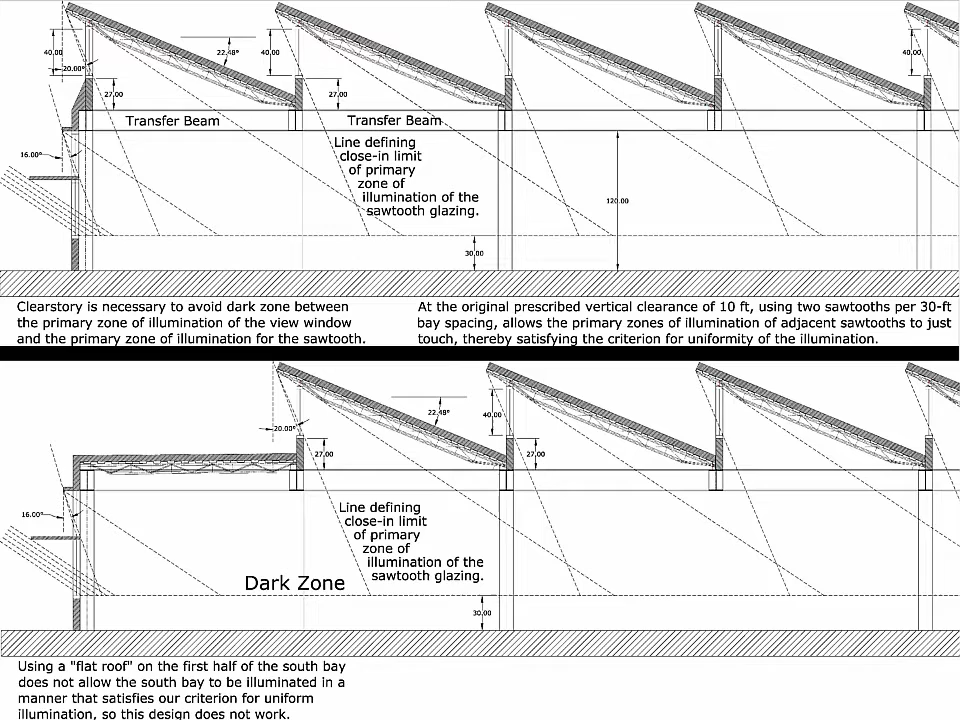 40.00
20.00°
27.00
22.48°
40.00
27.00
40.00
Transfer Beam
Transfer Beam
Line defining
close-in limit
of primary
zone of
illumination of the
sawtooth glazing.
16.00°
120.00
30.00
Clearstory is necessary to avoid dark zone between
the primary zone of illumination of the view window
and the primary zone of illumination for the sawtooth.
At the original prescribed vertical clearance of 10 ft, using two sawtooths per 30-ft
bay spacing, allows the primary zones of illumination of adjacent sawtooths to just
touch, thereby satisfying the criterion for uniformity of the illumination.
20.00°
22.48°
40.00
27.00
27.00
16.00°
Line defining
close-in limit
of primary
zone of
illumination of the
sawtooth glazing.
Dark Zone
30.00
Using a "flat roof" on the first half of the south bay
does not allow the south bay to be illuminated in a
manner that satisfies our criterion for uniform
illumination, so this design does not work.